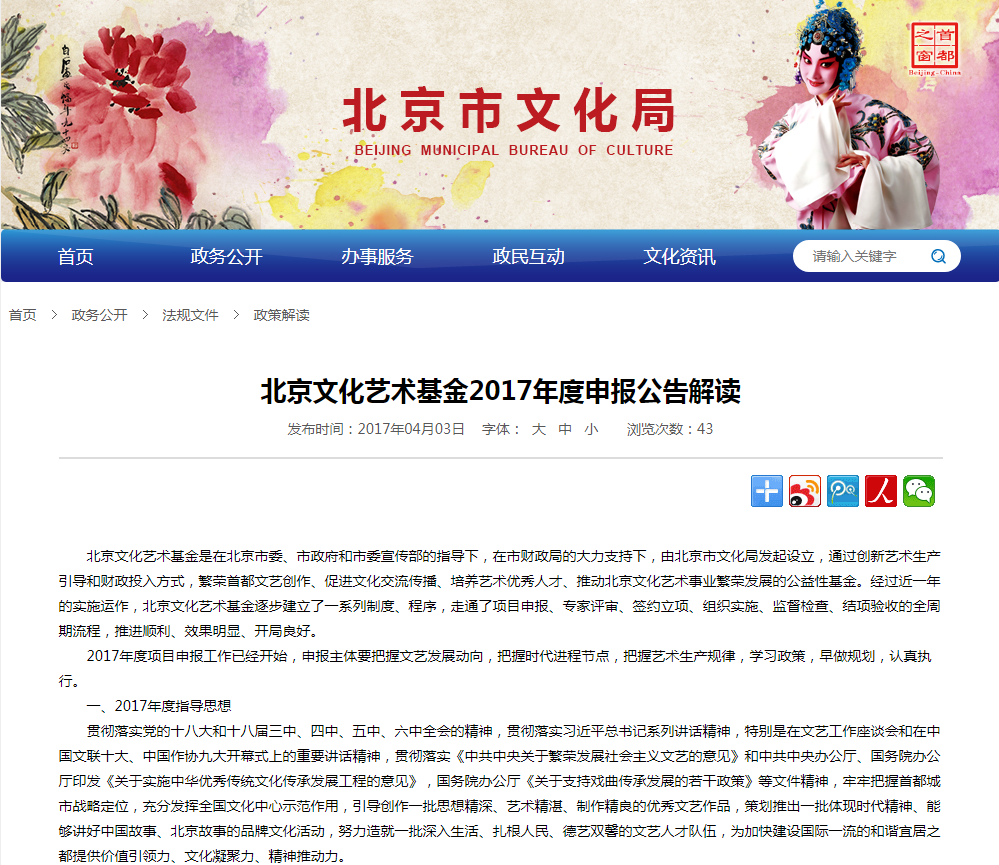 首都之窗
Beijing-China
北京市文化局
BEIJING MUNICIPAL BUREAU OF CULTURE
首页 政务公开 办事服务 政民互动 文化资讯 请输入关键字
首页 > 政务公开 > 法规文件 > 政策解读
北京文化艺术基金2017年度申报公告解读
发布时间：2017年04月03日 字体： 大 中 小 浏览次数：43
北京文化艺术基金是在北京市委、市政府和市委宣传部的指导下，在市财政局的大力支持下，由北京市文化局发起设立，通过创新艺术生产
引导和财政投入方式，繁荣首都文艺创作、促进文化交流传播、培养艺术优秀人才、推动北京文化艺术事业繁荣发展的公益性基金。经过近一年
的实施运作，北京文化艺术基金逐步建立了一系列制度、程序，走通了项目申报、专家评审、签约立项、组织实施、监督检查、结项验收的全周
期流程，推进顺利、效果明显、开局良好。
2017年度项目申报工作已经开始，申报主体要把握文艺发展动向，把握时代进程节点，把握艺术生产规律，学习政策，早做规划，认真执
行。
一、2017年度指导思想
贯彻落实党的十八大和十八届三中、四中、五中、六中全会的精神，贯彻落实习近平总书记系列讲话精神，特别是在文艺工作座谈会和在中
国文联十大、中国作协九大开幕式上的重要讲话精神，贯彻落实《中共中央关于繁荣发展社会主义文艺的意见》和中共中央办公厅、国务院办公
厅印发《关于实施中华优秀传统文化传承发展工程的意见》，国务院办公厅《关于支持戏曲传承发展的若干政策》等文件精神，牢牢把握首都城
市战略定位，充分发挥全国文化中心示范作用，引导创作一批思想精深、艺术精湛、制作精良的优秀文艺作品，策划推出一批体现时代精神、能
够讲好中国故事、北京故事的品牌文化活动，努力造就一批深入生活、扎根人民、德艺双馨的文艺人才队伍，为加快建设国际一流的和谐宜居之
都提供价值引领力、文化凝聚力、精神推动力。